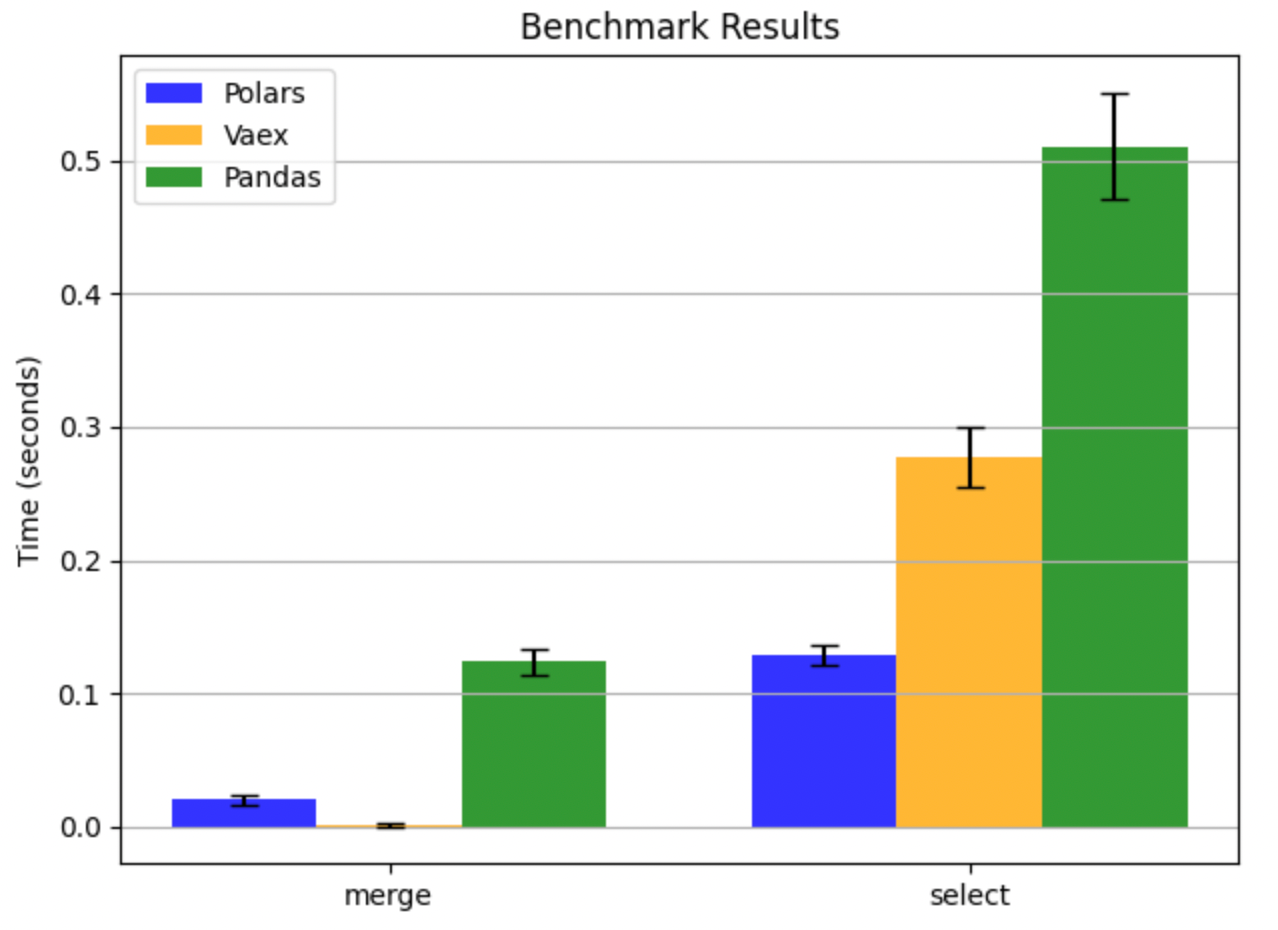 Benchmark Results
Polars
Vaex
Pandas
0.5
0.4
0.3
0.2
0.1
0.0
Time (seconds)
merge
select